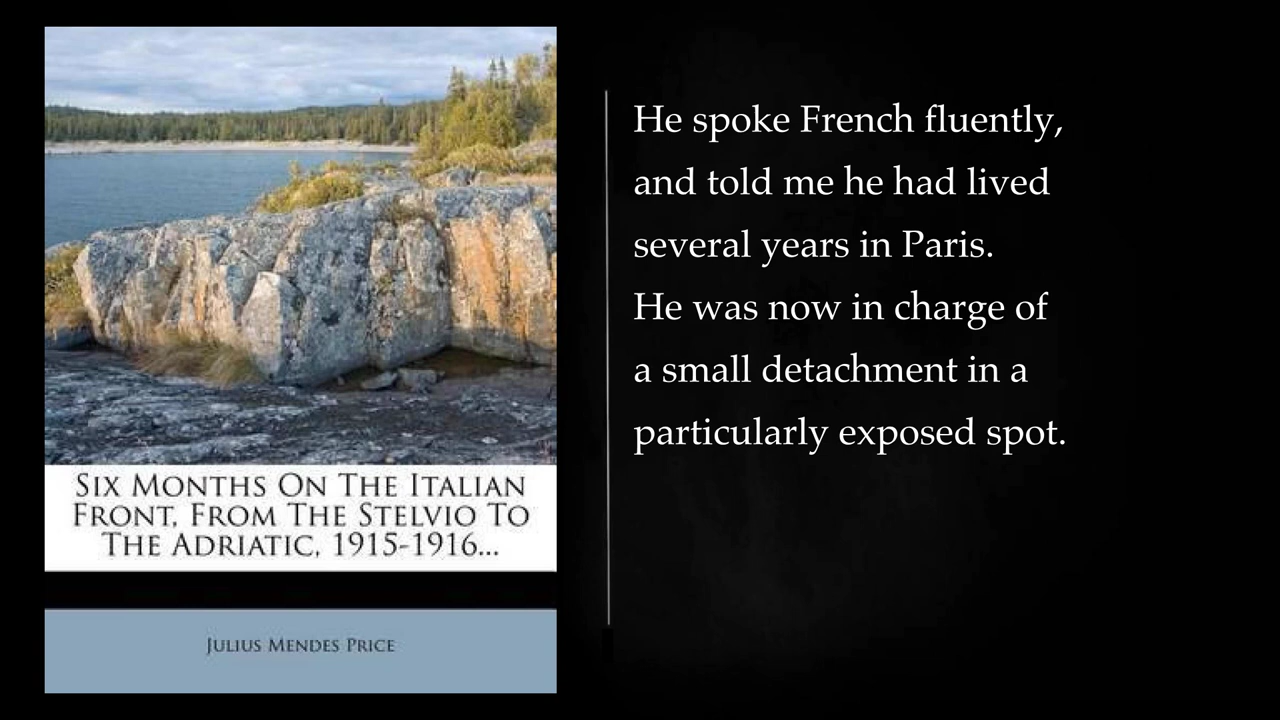 Six Months On The Italian
Front, From The Stelvio To
The Adriatic, 1915-1916...
Julius Mendes Price
He spoke French fluently,
and told me he had lived
several years in Paris.
He was now in charge of
a small detachment in a
particularly exposed spot.